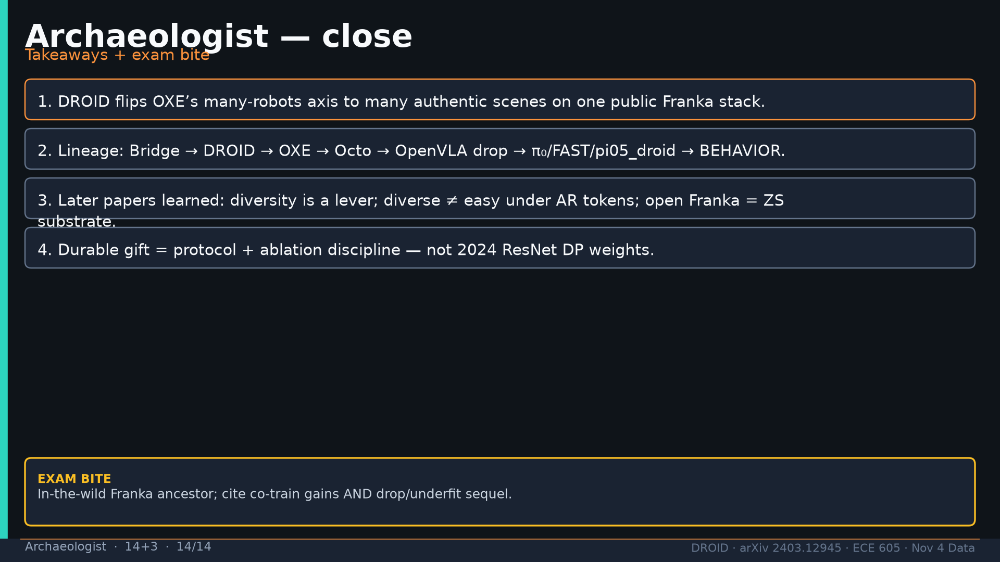 Archaeologist — close
Takeaways + exam bite
1. DROID flips OXE’s many-robots axis to many authentic scenes on one public Franka stack.
2. Lineage: Bridge → DROID → OXE → Octo → OpenVLA drop → π₀/FAST/pi05_droid → BEHAVIOR.
3. Later papers learned: diversity is a lever; diverse ≠ easy under AR tokens; open Franka = ZS
substrate.
4. Durable gift = protocol + ablation discipline — not 2024 ResNet DP weights.
EXAM BITE
In-the-wild Franka ancestor; cite co-train gains AND drop/underfit sequel.
Archaeologist · 14+3 · 14/14
DROID · arXiv 2403.12945 · ECE 605 · Nov 4 Data